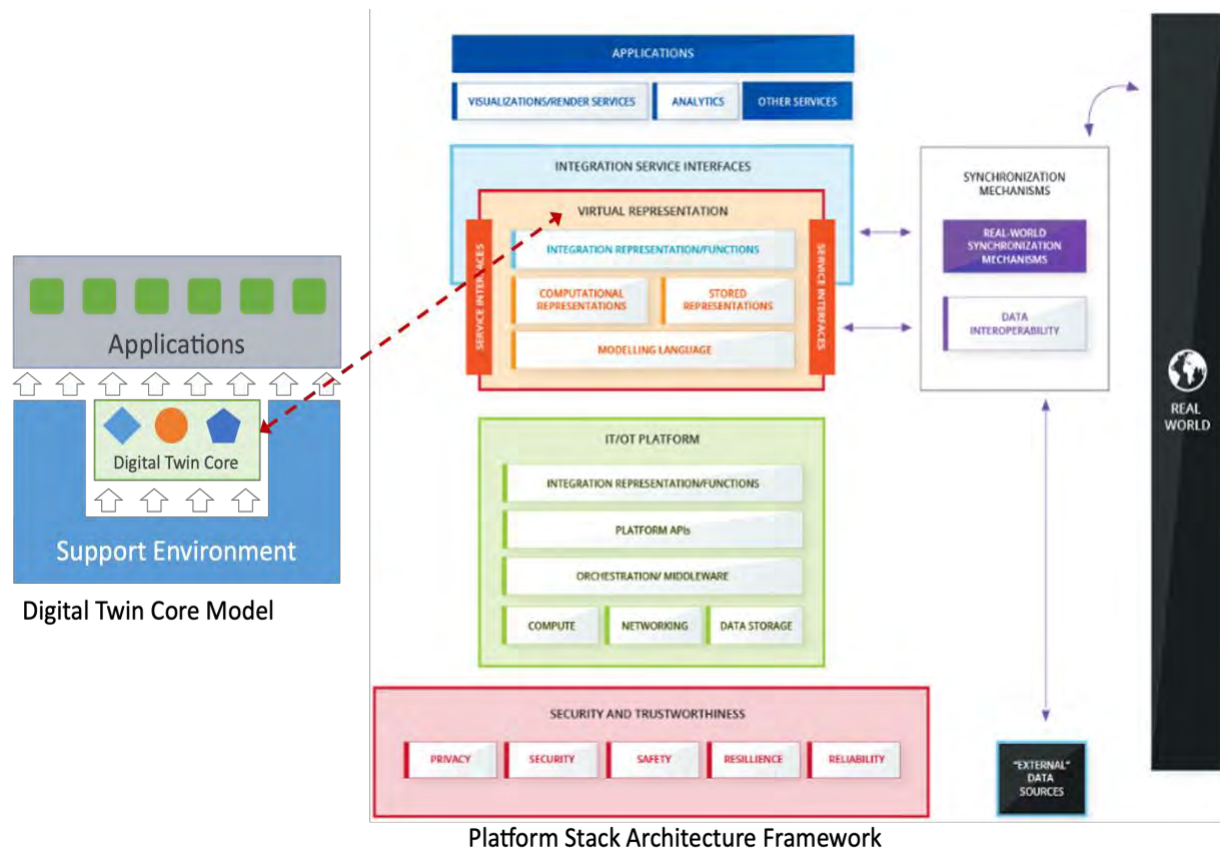 Applications
Digital Twin Core
Support Environment
Digital Twin Core Model
APPLICATIONS
VISUALIZATIONS/RENDER SERVICES
ANALYTICS
OTHER SERVICES
INTEGRATION SERVICE INTERFACES
VIRTUAL REPRESENTATION
SERVICE INTERFACES
INTEGRATION REPRESENTATION/FUNCTIONS
COMPUTATIONAL
REPRESENTATIONS
STORED
REPRESENTATIONS
MODELLING LANGUAGE
SERVICE INTERFACES
SYNCHRONIZATION
MECHANISMS
REAL-WORLD
SYNCHRONIZATION
MECHANISMS
DATA
INTEROPERABILITY
REAL
WORLD
IT/OT PLATFORM
INTEGRATION REPRESENTATION/FUNCTIONS
PLATFORM APIs
ORCHESTRATION/ MIDDLEWARE
COMPUTE
NETWORKING
DATA STORAGE
SECURITY AND TRUSTWORTHINESS
PRIVACY
SECURITY
SAFETY
RESILLIENCE
RELIABILITY
"EXTERNAL"
DATA
SOURCES
Platform Stack Architecture Framework